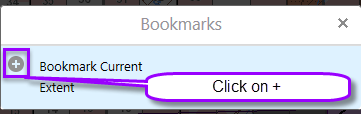 Bookmarks ×
Bookmark Current
Extent
Click on +